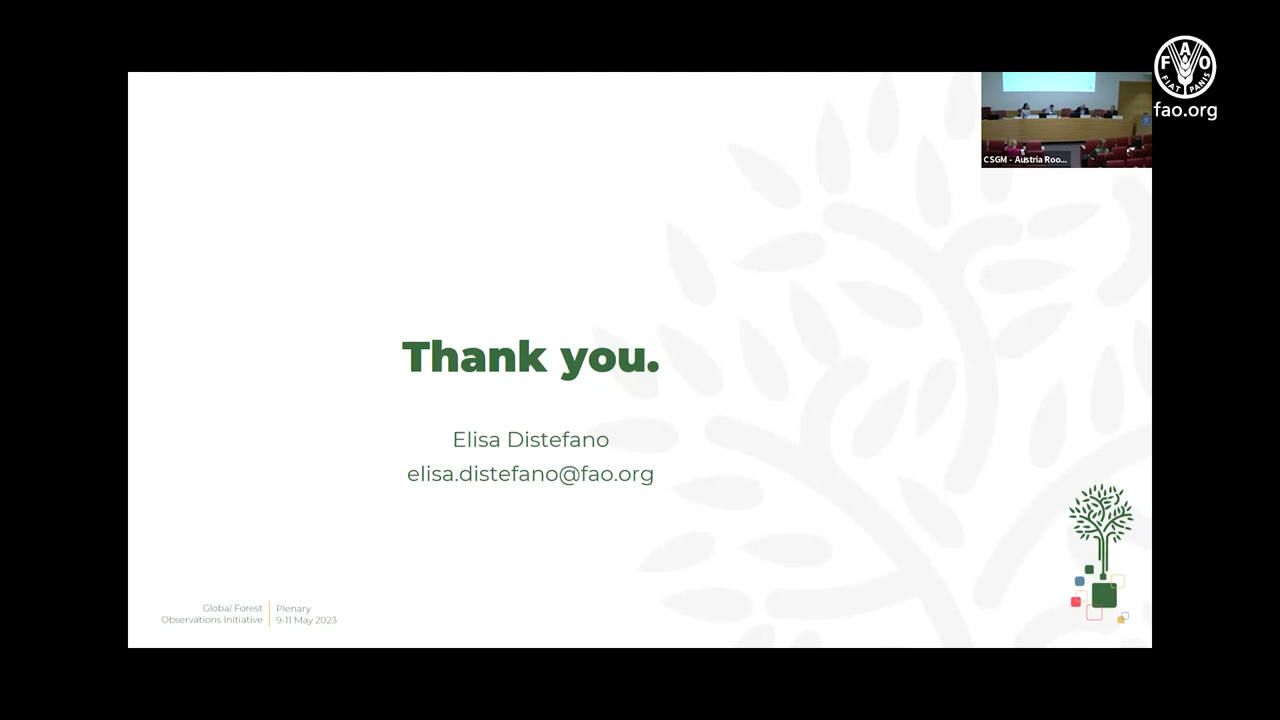 FAO
FIAT PANIS
fao.org
CSGM - Austria Roo...
Thank you.
Elisa Distefano
elisa.distefano@fao.org
Global Forest
Observations Initiative
Plenary
9-11 May 2023